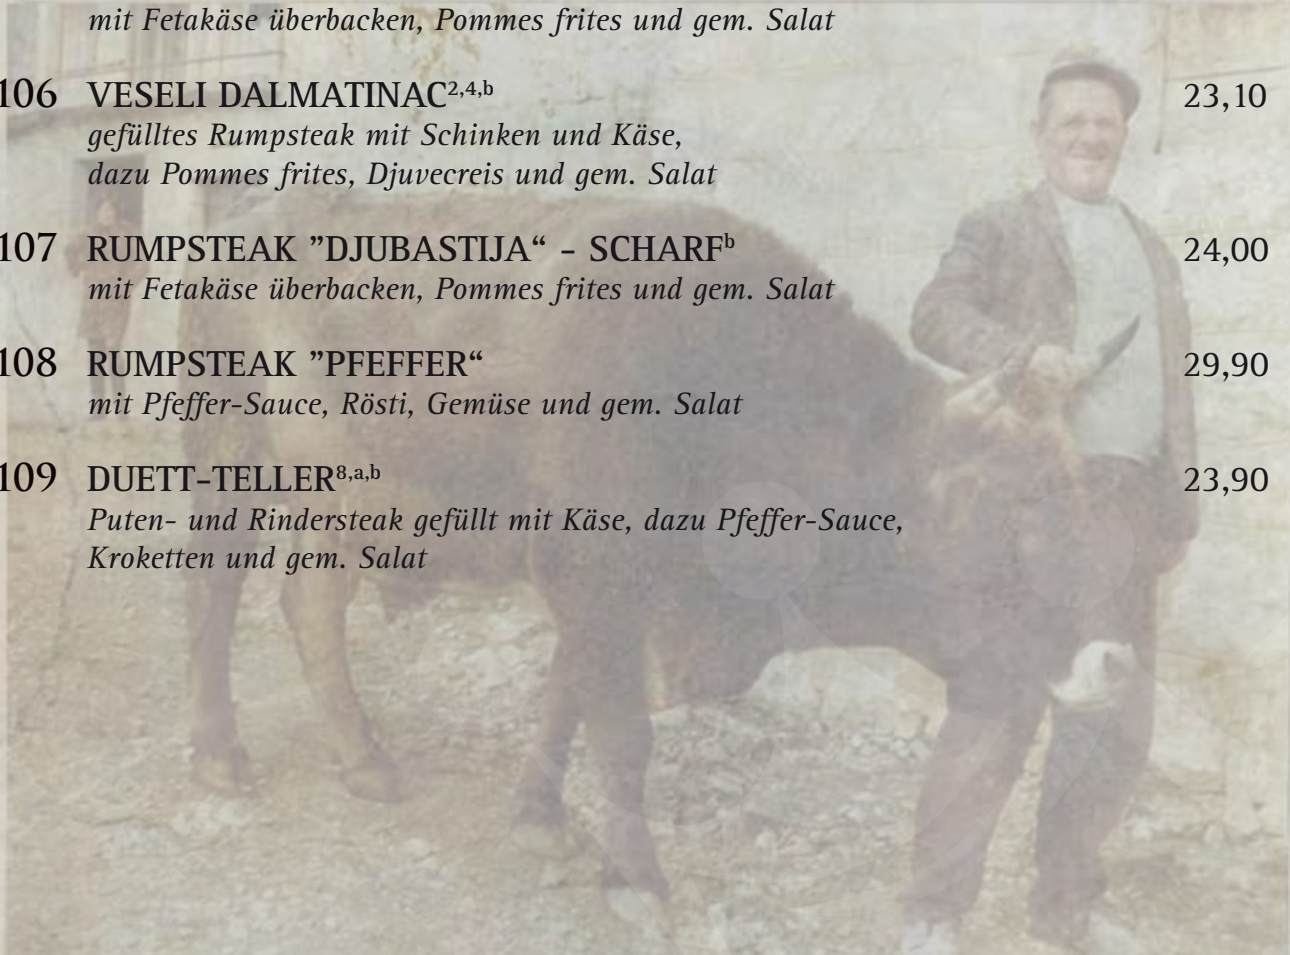 mit Fetakäse überbacken, Pommes frites und gem. Salat
106 VESELI DALMATINAC2,4,b 23,10
gefülltes Rumpsteak mit Schinken und Käse,
dazu Pommes frites, Djuvecreis und gem. Salat
107 RUMPSTEAK ”DJUBASTIJA“ - SCHARFb 24,00
mit Fetakäse überbacken, Pommes frites und gem. Salat
108 RUMPSTEAK ”PFEFFER“ 29,90
mit Pfeffer-Sauce, Rösti, Gemüse und gem. Salat
109 DUETT-TELLER8,a,b 23,90
Puten- und Rindersteak gefüllt mit Käse, dazu Pfeffer-Sauce,
Kroketten und gem. Salat